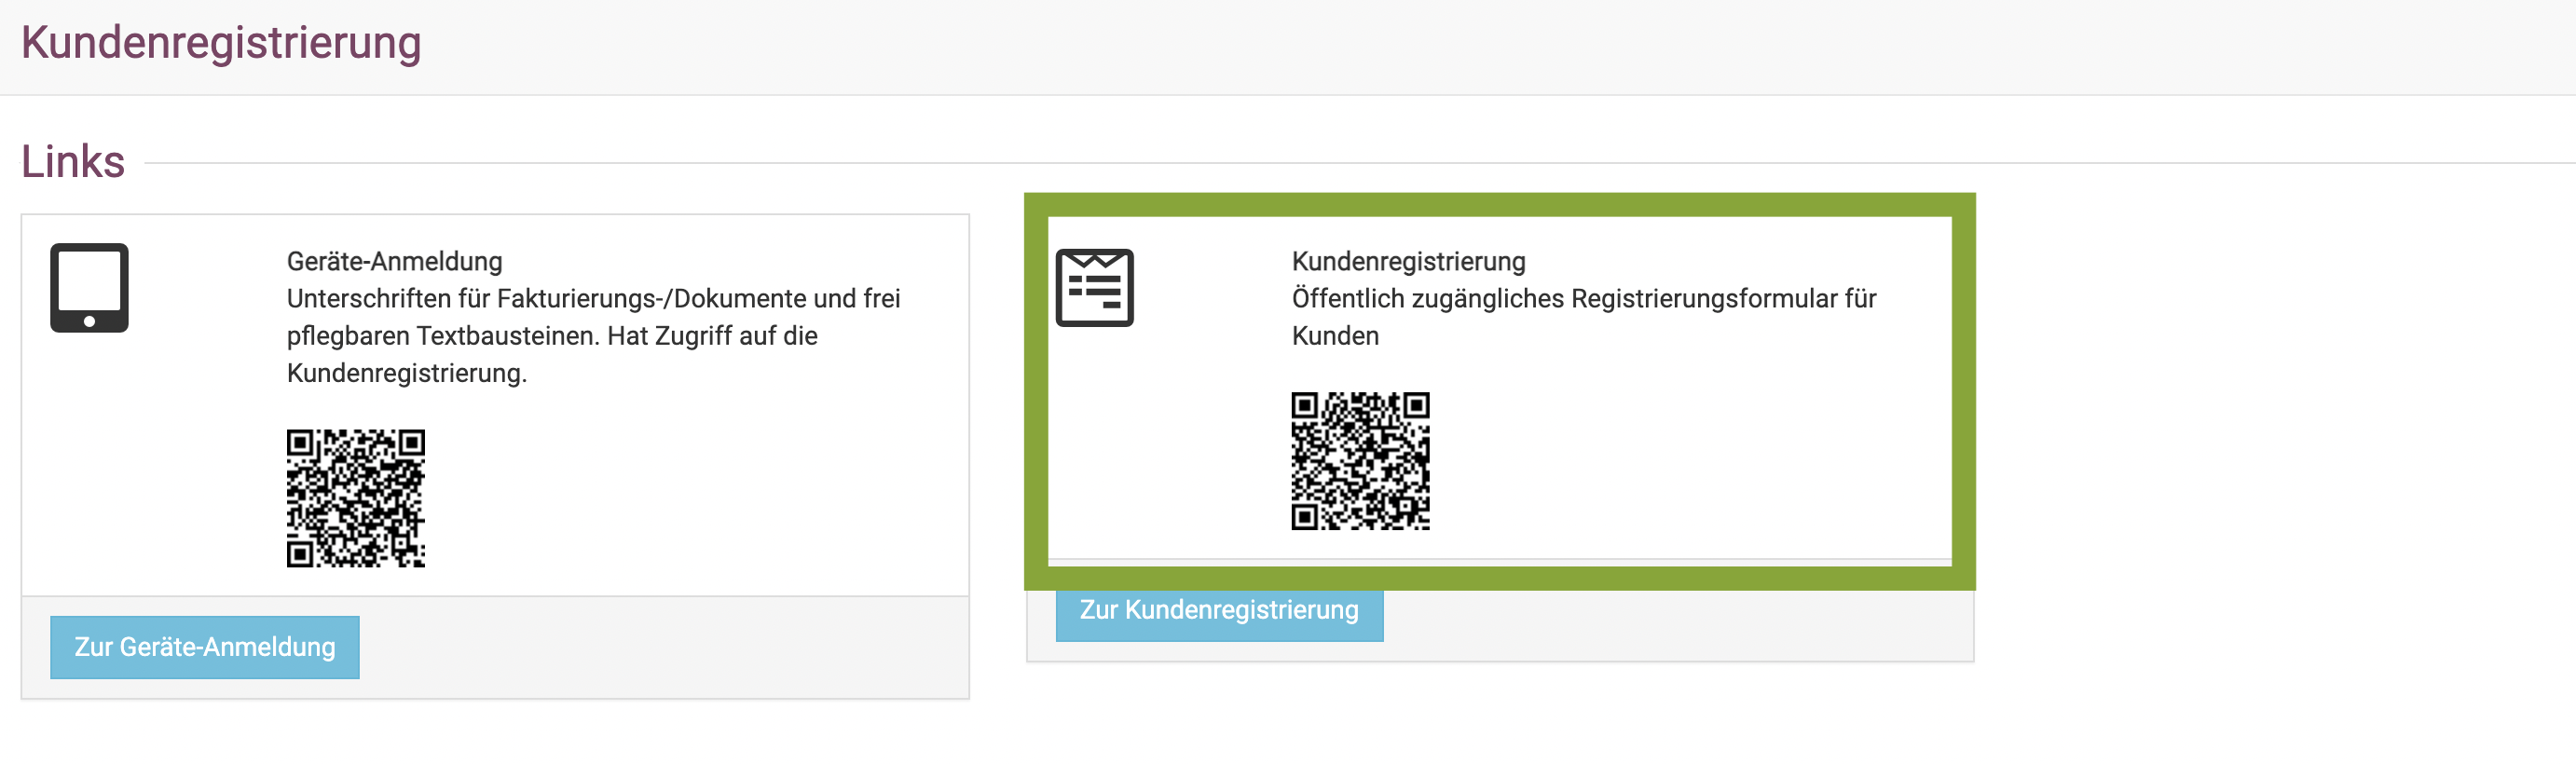 Kundenregistrierung
Links
Geräte-Anmeldung
Unterschriften für Fakturierungs-/Dokumente und frei
pflegbaren Textbausteinen. Hat Zugriff auf die
Kundenregistrierung.
Zur Geräte-Anmeldung
Kundenregistrierung
Öffentlich zugängliches Registrierungsformular für
Kunden
Zur Kundenregistrierung